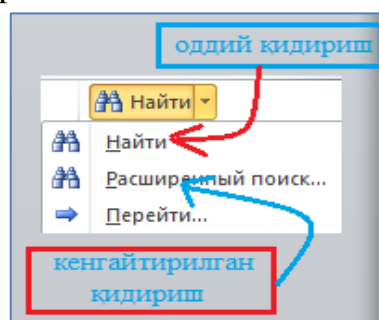 оддий қидириш
Найти
Найти
Расширенный поиск...
Перейти...
кенгайтирилган
қидириш